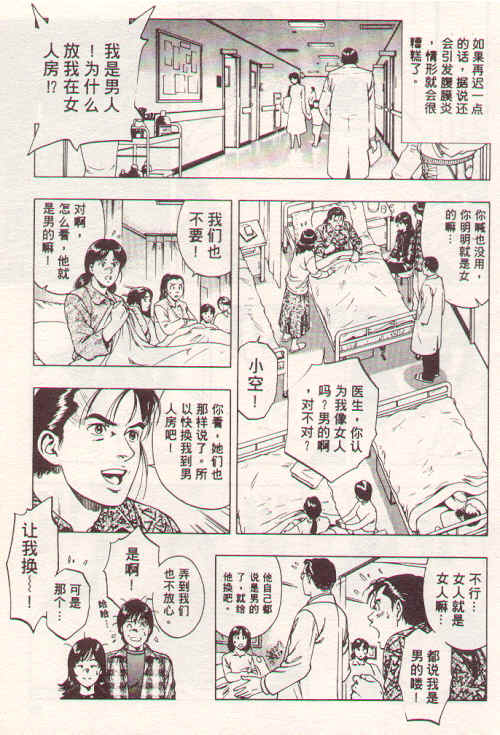 如果再迟一点
的话，据说还
会引发腹膜炎
，情形就会很
糟糕了。
我是男人
！为什么
放我在女
人房!?
你喊也没用，
你明明就是女
的嘛…
小空！
医生，你认
为我像女人
吗？男的啊
，对不对？
我们也
不要！
对啊，
怎么看，他就
是男的嘛！
你看，她们也
那样说了。所
以快换我到男
人房吧！
不行…
女人就是
女人嘛…
都说我是
男的喽！
他自己都
说是男的
了，就给
他换吧。
弄到我们
也不放心。
是啊！
哈哈
可是
那个…
让我换～！